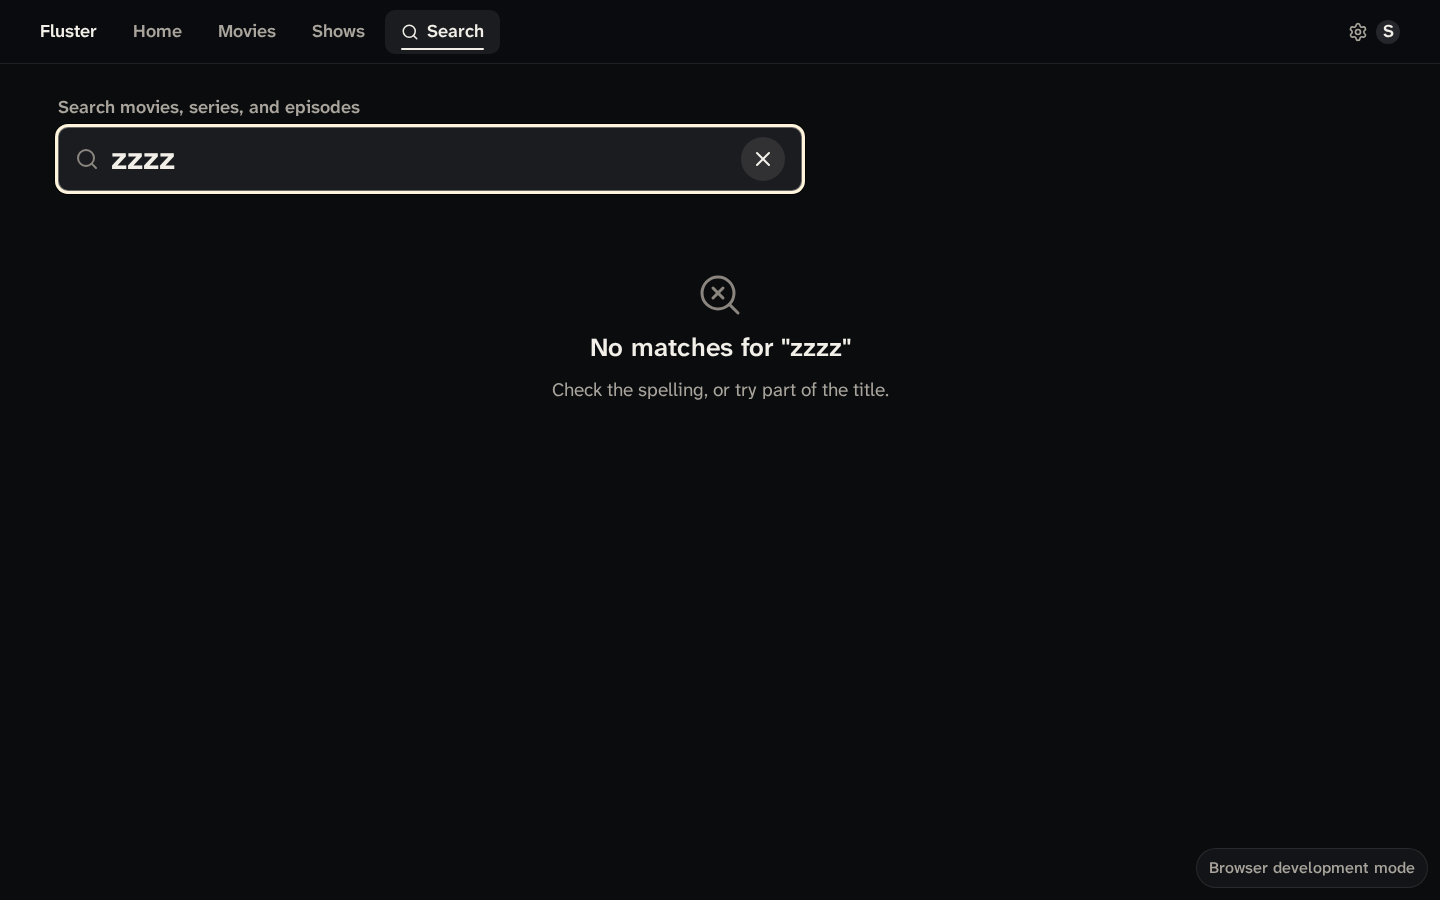 Fluster Home Movies Shows Search S
Search movies, series, and episodes
zzzz
No matches for "zzzz"
Check the spelling, or try part of the title.
Browser development mode